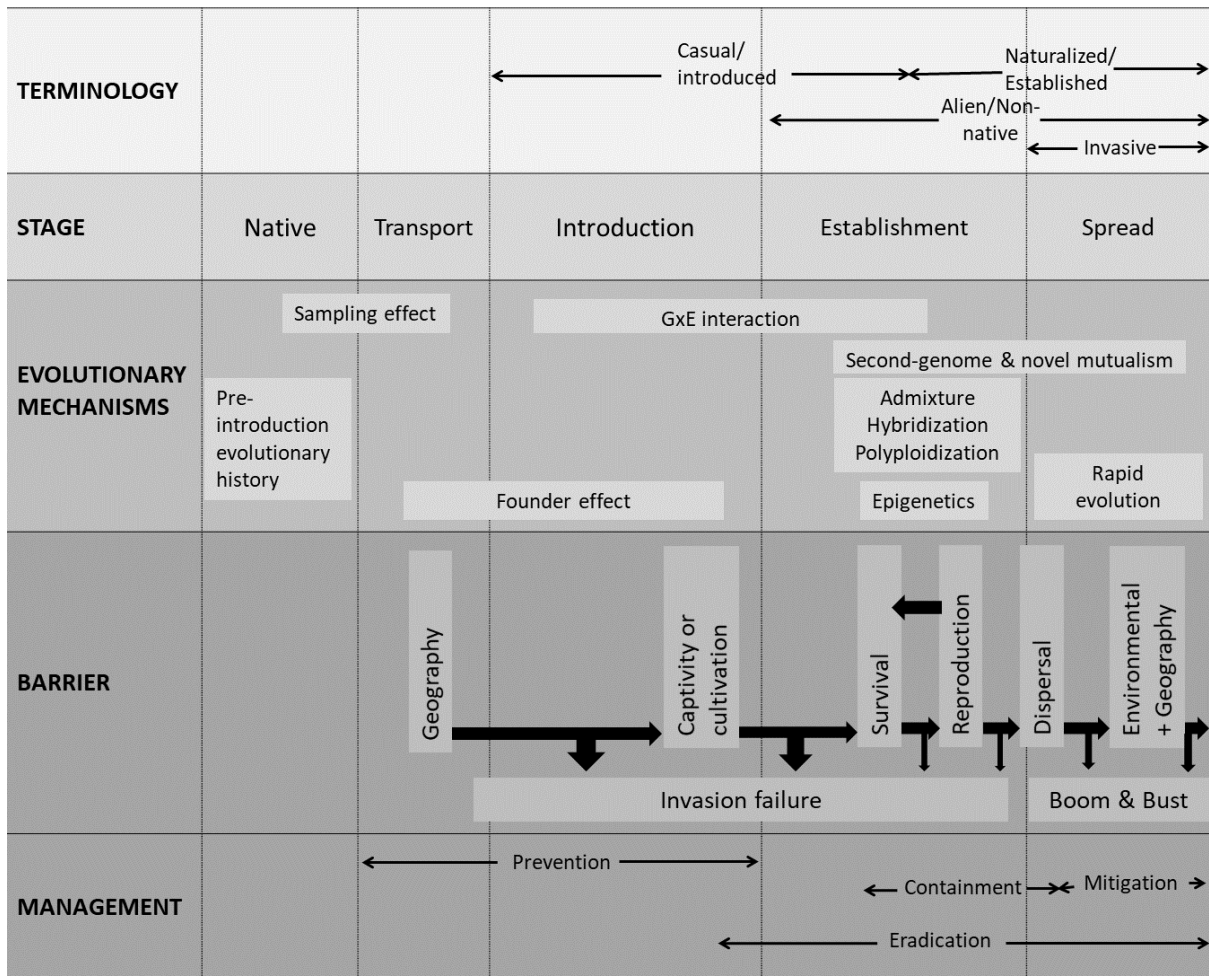 TERMINOLOGY
Casual/
introduced
Naturalized/
Established
Alien/Non-
native
Invasive
STAGE
Native
Transport
Introduction
Establishment
Spread
EVOLUTIONARY
MECHANISMS
Sampling effect
GxE interaction
Second-genome & novel mutualism
Pre-
introduction
evolutionary
history
Admixture
Hybridization
Polyploidization
Founder effect
Epigenetics
Rapid
evolution
BARRIER
Geography
Captivity or
cultivation
Survival
Reproduction
Dispersal
Environmental
+ Geography
Invasion failure
Boom & Bust
MANAGEMENT
Prevention
Containment
Mitigation
Eradication